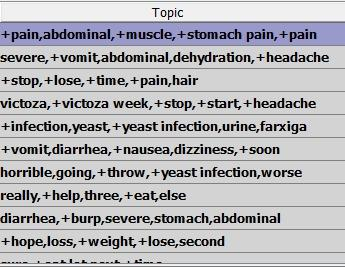 Topic
+pain,abdominal,+muscle,+stomach pain,+pain
severe,+vomit,abdominal,dehydration,+headache
+stop,+lose,+time,+pain,hair
victoza,+victoza week,+stop,+start,+headache
+infection,yeast,+yeast infection,urine,farxiga
+vomit,diarrhea,+nausea,dizziness,+soon
horrible,going,+throw,+yeast infection,worse
really,+help,three,+eat,else
diarrhea,+burp,severe,stomach,abdominal
+hope,loss,+weight,+lose,second